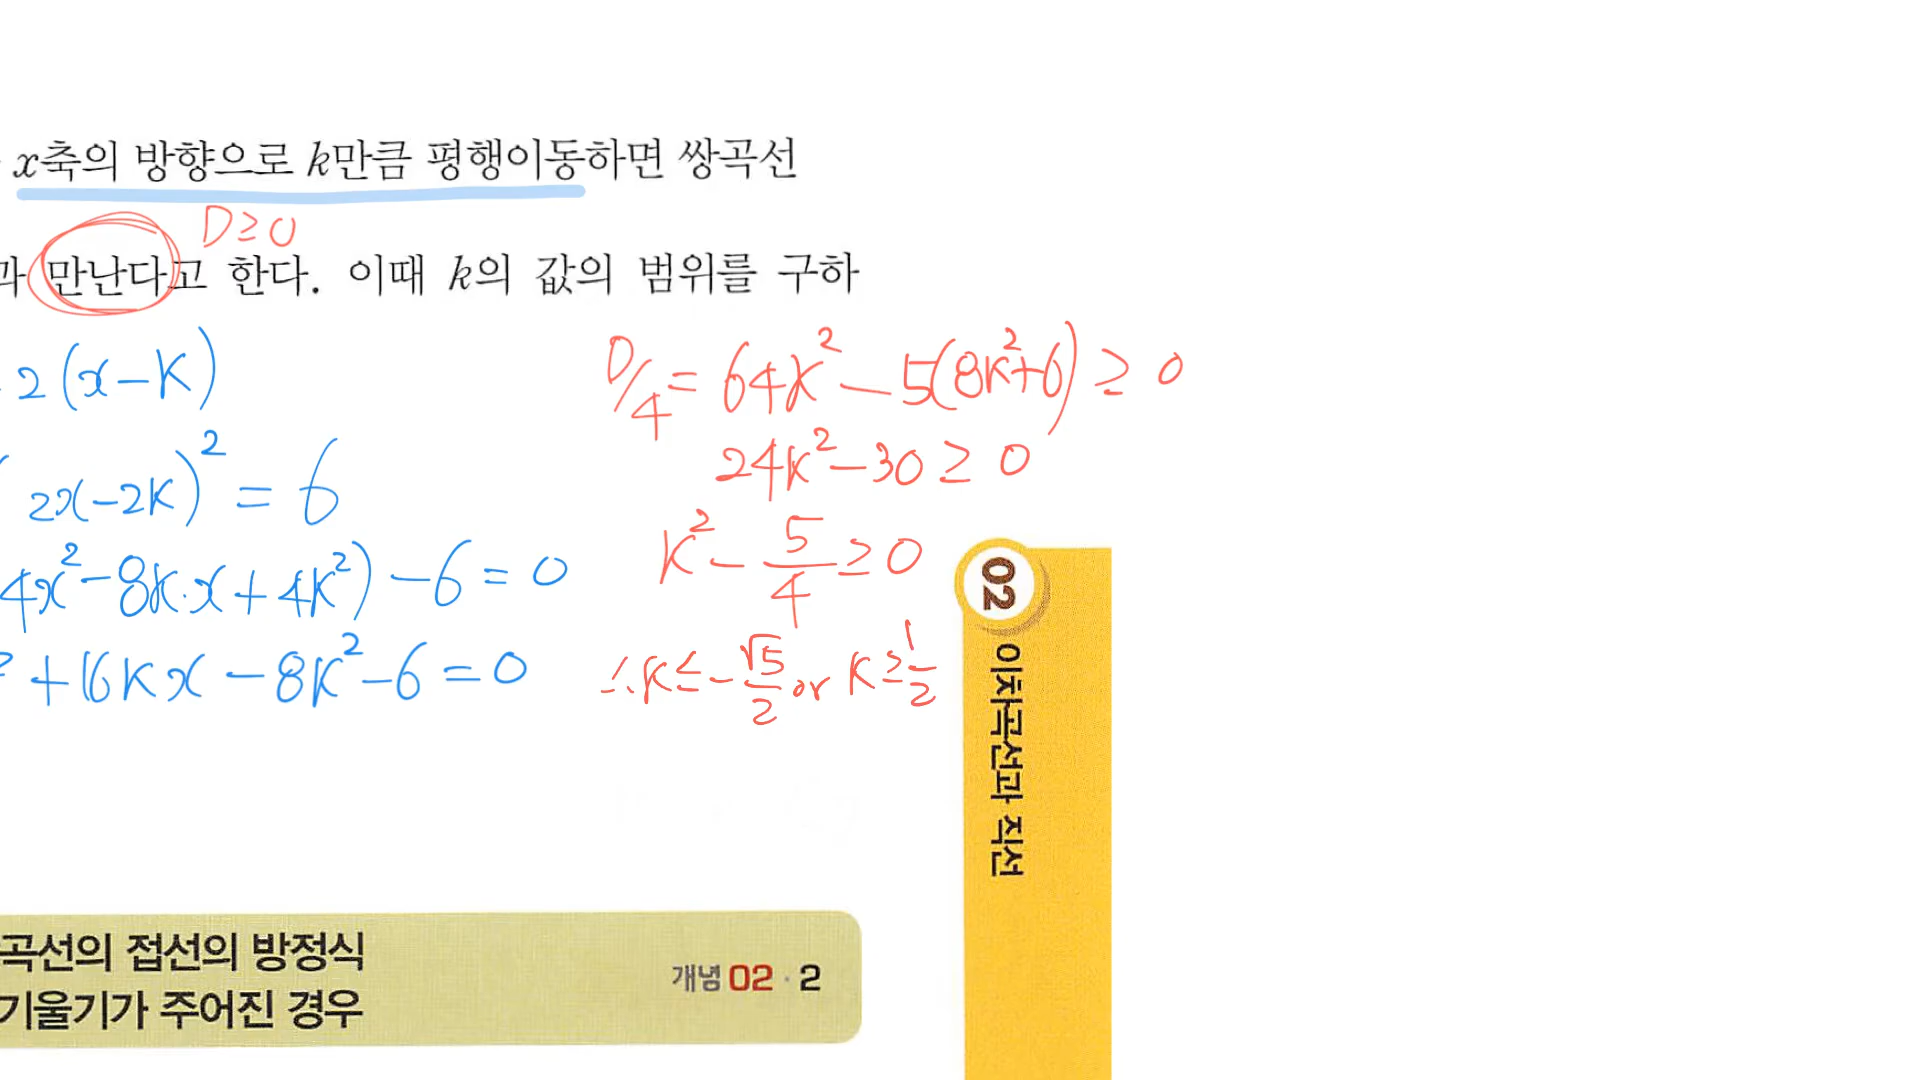 x축의 방향으로 k만큼 평행이동하면 쌍곡선
D≥0
과 만난다고 한다. 이때 k의 값의 범위를 구하
2(x-k)
2x-2k)² = 6
4x²-8k·x+4k²)-6=0
+16kx-8k²-6=0
D/4 = 64k²-5(8k²+6) ≥ 0
24k²-30 ≥ 0
k²-5/4 ≥ 0
∴k≤-√5/2 or k≥1/2
02 이차곡선과 직선
곡선의 접선의 방정식
기울기가 주어진 경우
개념 02·2